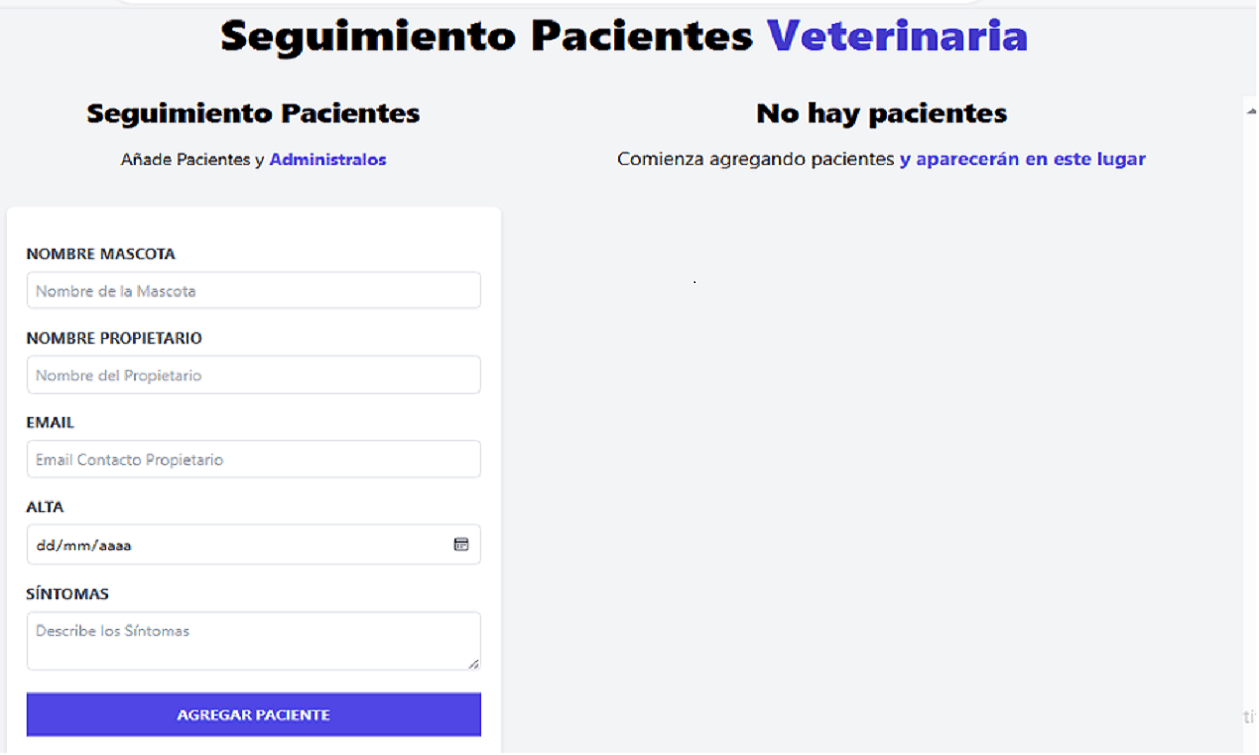 Seguimiento Pacientes Veterinaria
Seguimiento Pacientes
Añade Pacientes y Administralos
No hay pacientes
Comienza agregando pacientes y aparecerán en este lugar
NOMBRE MASCOTA
Nombre de la Mascota
NOMBRE PROPIETARIO
Nombre del Propietario
EMAIL
Email Contacto Propietario
ALTA
dd/mm/aaaa
SÍNTOMAS
Describe los Síntomas
AGREGAR PACIENTE